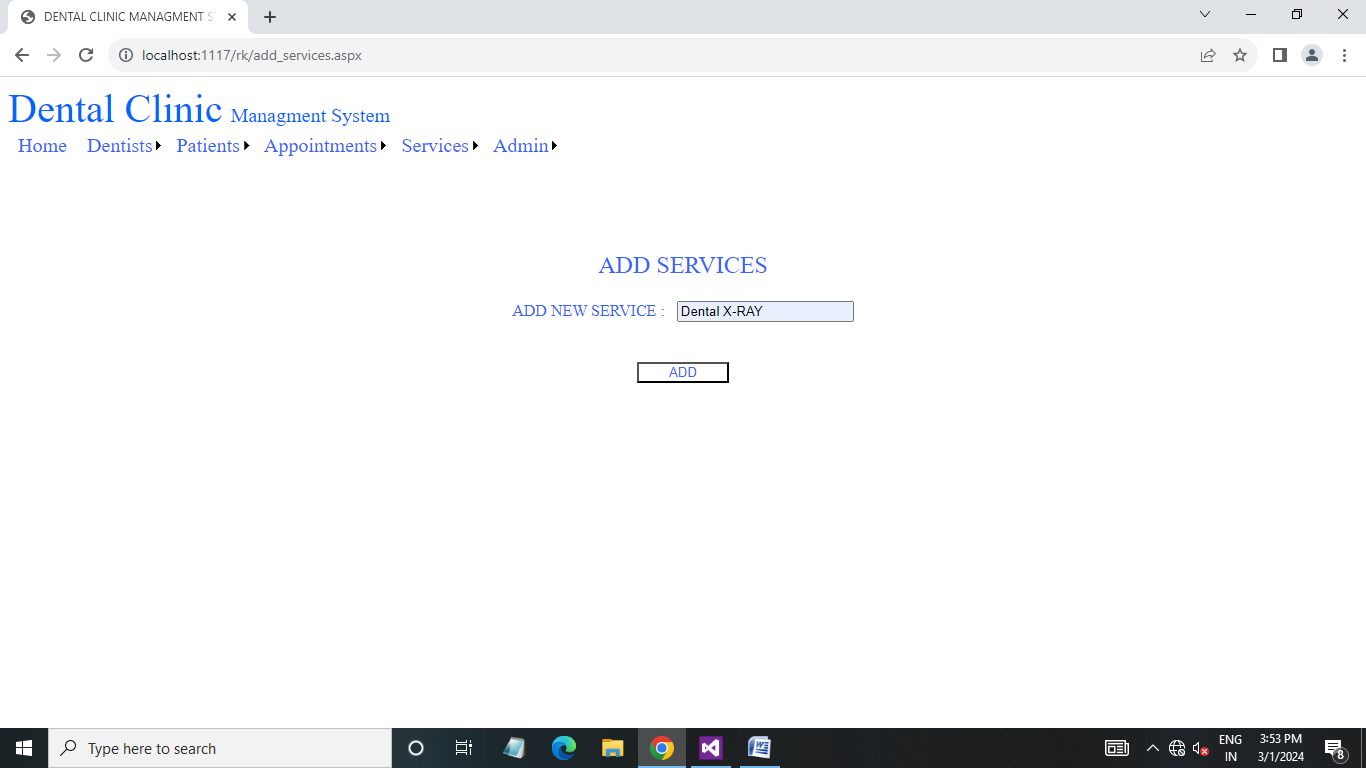 DENTAL CLINIC MANAGMENT S
localhost:1117/rk/add_services.aspx
Dental Clinic Managment System
Home Dentists Patients Appointments Services Admin
ADD SERVICES
ADD NEW SERVICE : Dental X-RAY
ADD
Type here to search
ENG
IN
3:53 PM
3/1/2024
8